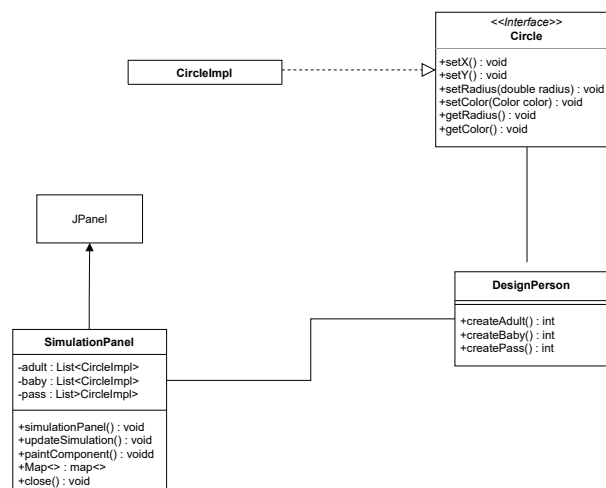 <<Interface>>
Circle
+setX() : void
+setY() : void
+setRadius(double radius) : void
+setColor(Color color) : void
+getRadius() : void
+getColor() : void
CircleImpl
JPanel
DesignPerson
+createAdult() : int
+createBaby() : int
+createPass() : int
SimulationPanel
-adult : List<CircleImpl>
-baby : List<CircleImpl>
-pass : List>CircleImpl>
+simulationPanel() : void
+updateSimulation() : void
+paintComponent() : voidd
+Map<> : map<>
+close() : void